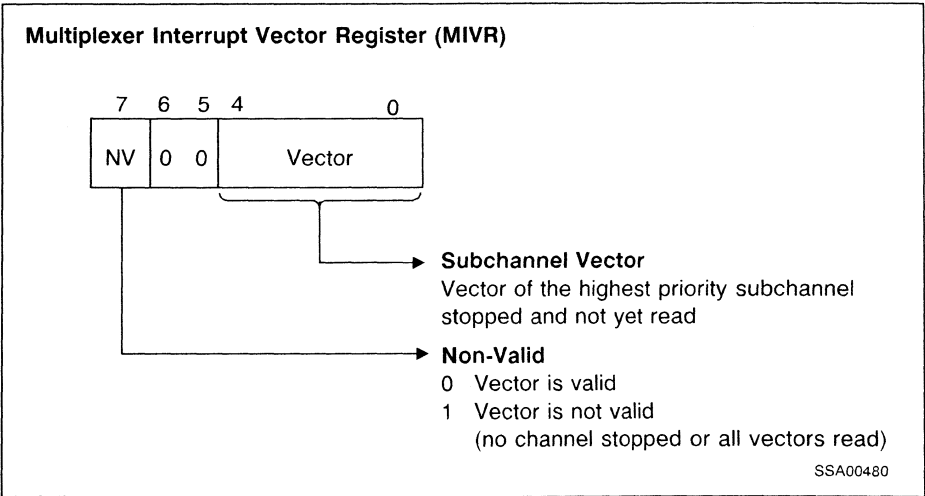 Multiplexer Interrupt Vector Register (MIVR)
7 6 5 4 0
NV 0 0 Vector
Subchannel Vector
Vector of the highest priority subchannel
stopped and not yet read
Non-Valid
0 Vector is valid
1 Vector is not valid
(no channel stopped or all vectors read)
SSA00480